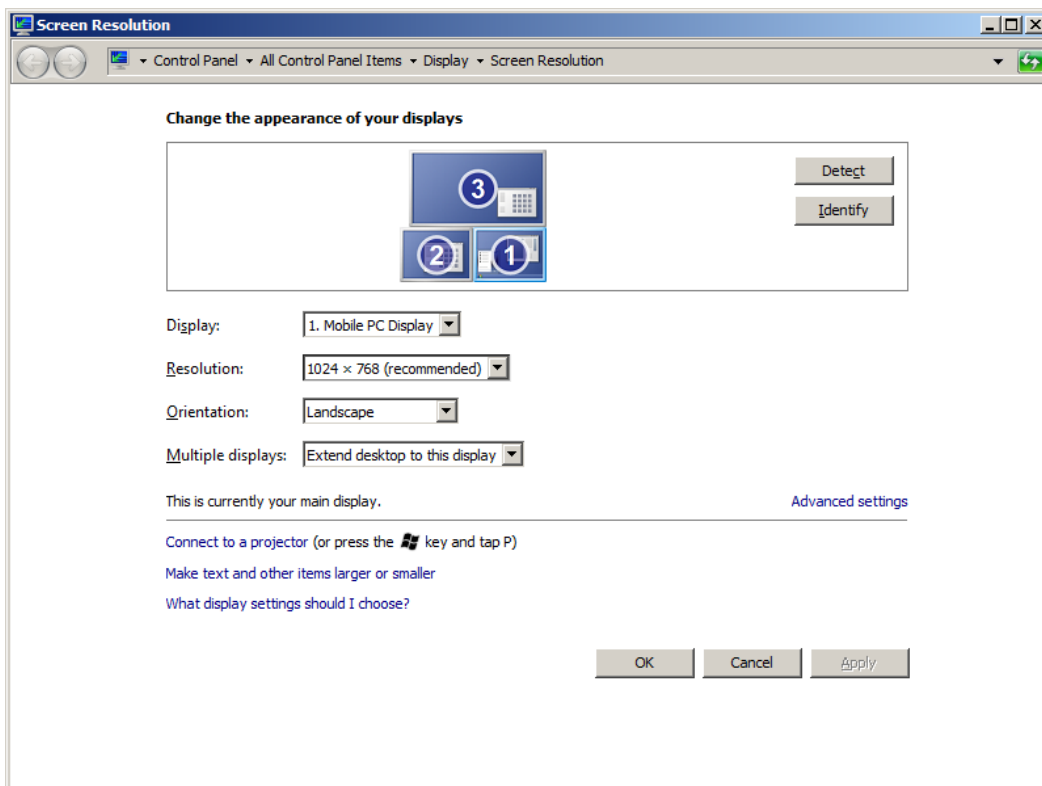 Screen Resolution
Control Panel All Control Panel Items Display Screen Resolution
Change the appearance of your displays
3
Detect
Identify
2 1
Display: 1. Mobile PC Display
Resolution: 1024 × 768 (recommended)
Orientation: Landscape
Multiple displays: Extend desktop to this display
This is currently your main display. Advanced settings
Connect to a projector (or press the key and tap P)
Make text and other items larger or smaller
What display settings should I choose?
OK Cancel Apply